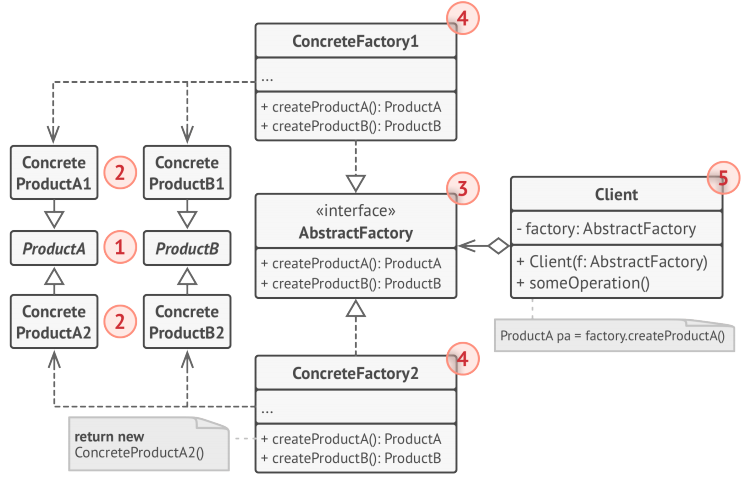 4
ConcreteFactory1
...
+ createProductA(): ProductA
+ createProductB(): ProductB
Concrete
ProductA1
2
Concrete
ProductB1
3
«interface»
AbstractFactory
+ createProductA(): ProductA
+ createProductB(): ProductB
5
Client
- factory: AbstractFactory
+ Client(f: AbstractFactory)
+ someOperation()
ProductA
1
ProductB
Concrete
ProductA2
2
Concrete
ProductB2
ProductA pa = factory.createProductA()
4
ConcreteFactory2
...
+ createProductA(): ProductA
+ createProductB(): ProductB
return new
ConcreteProductA2()